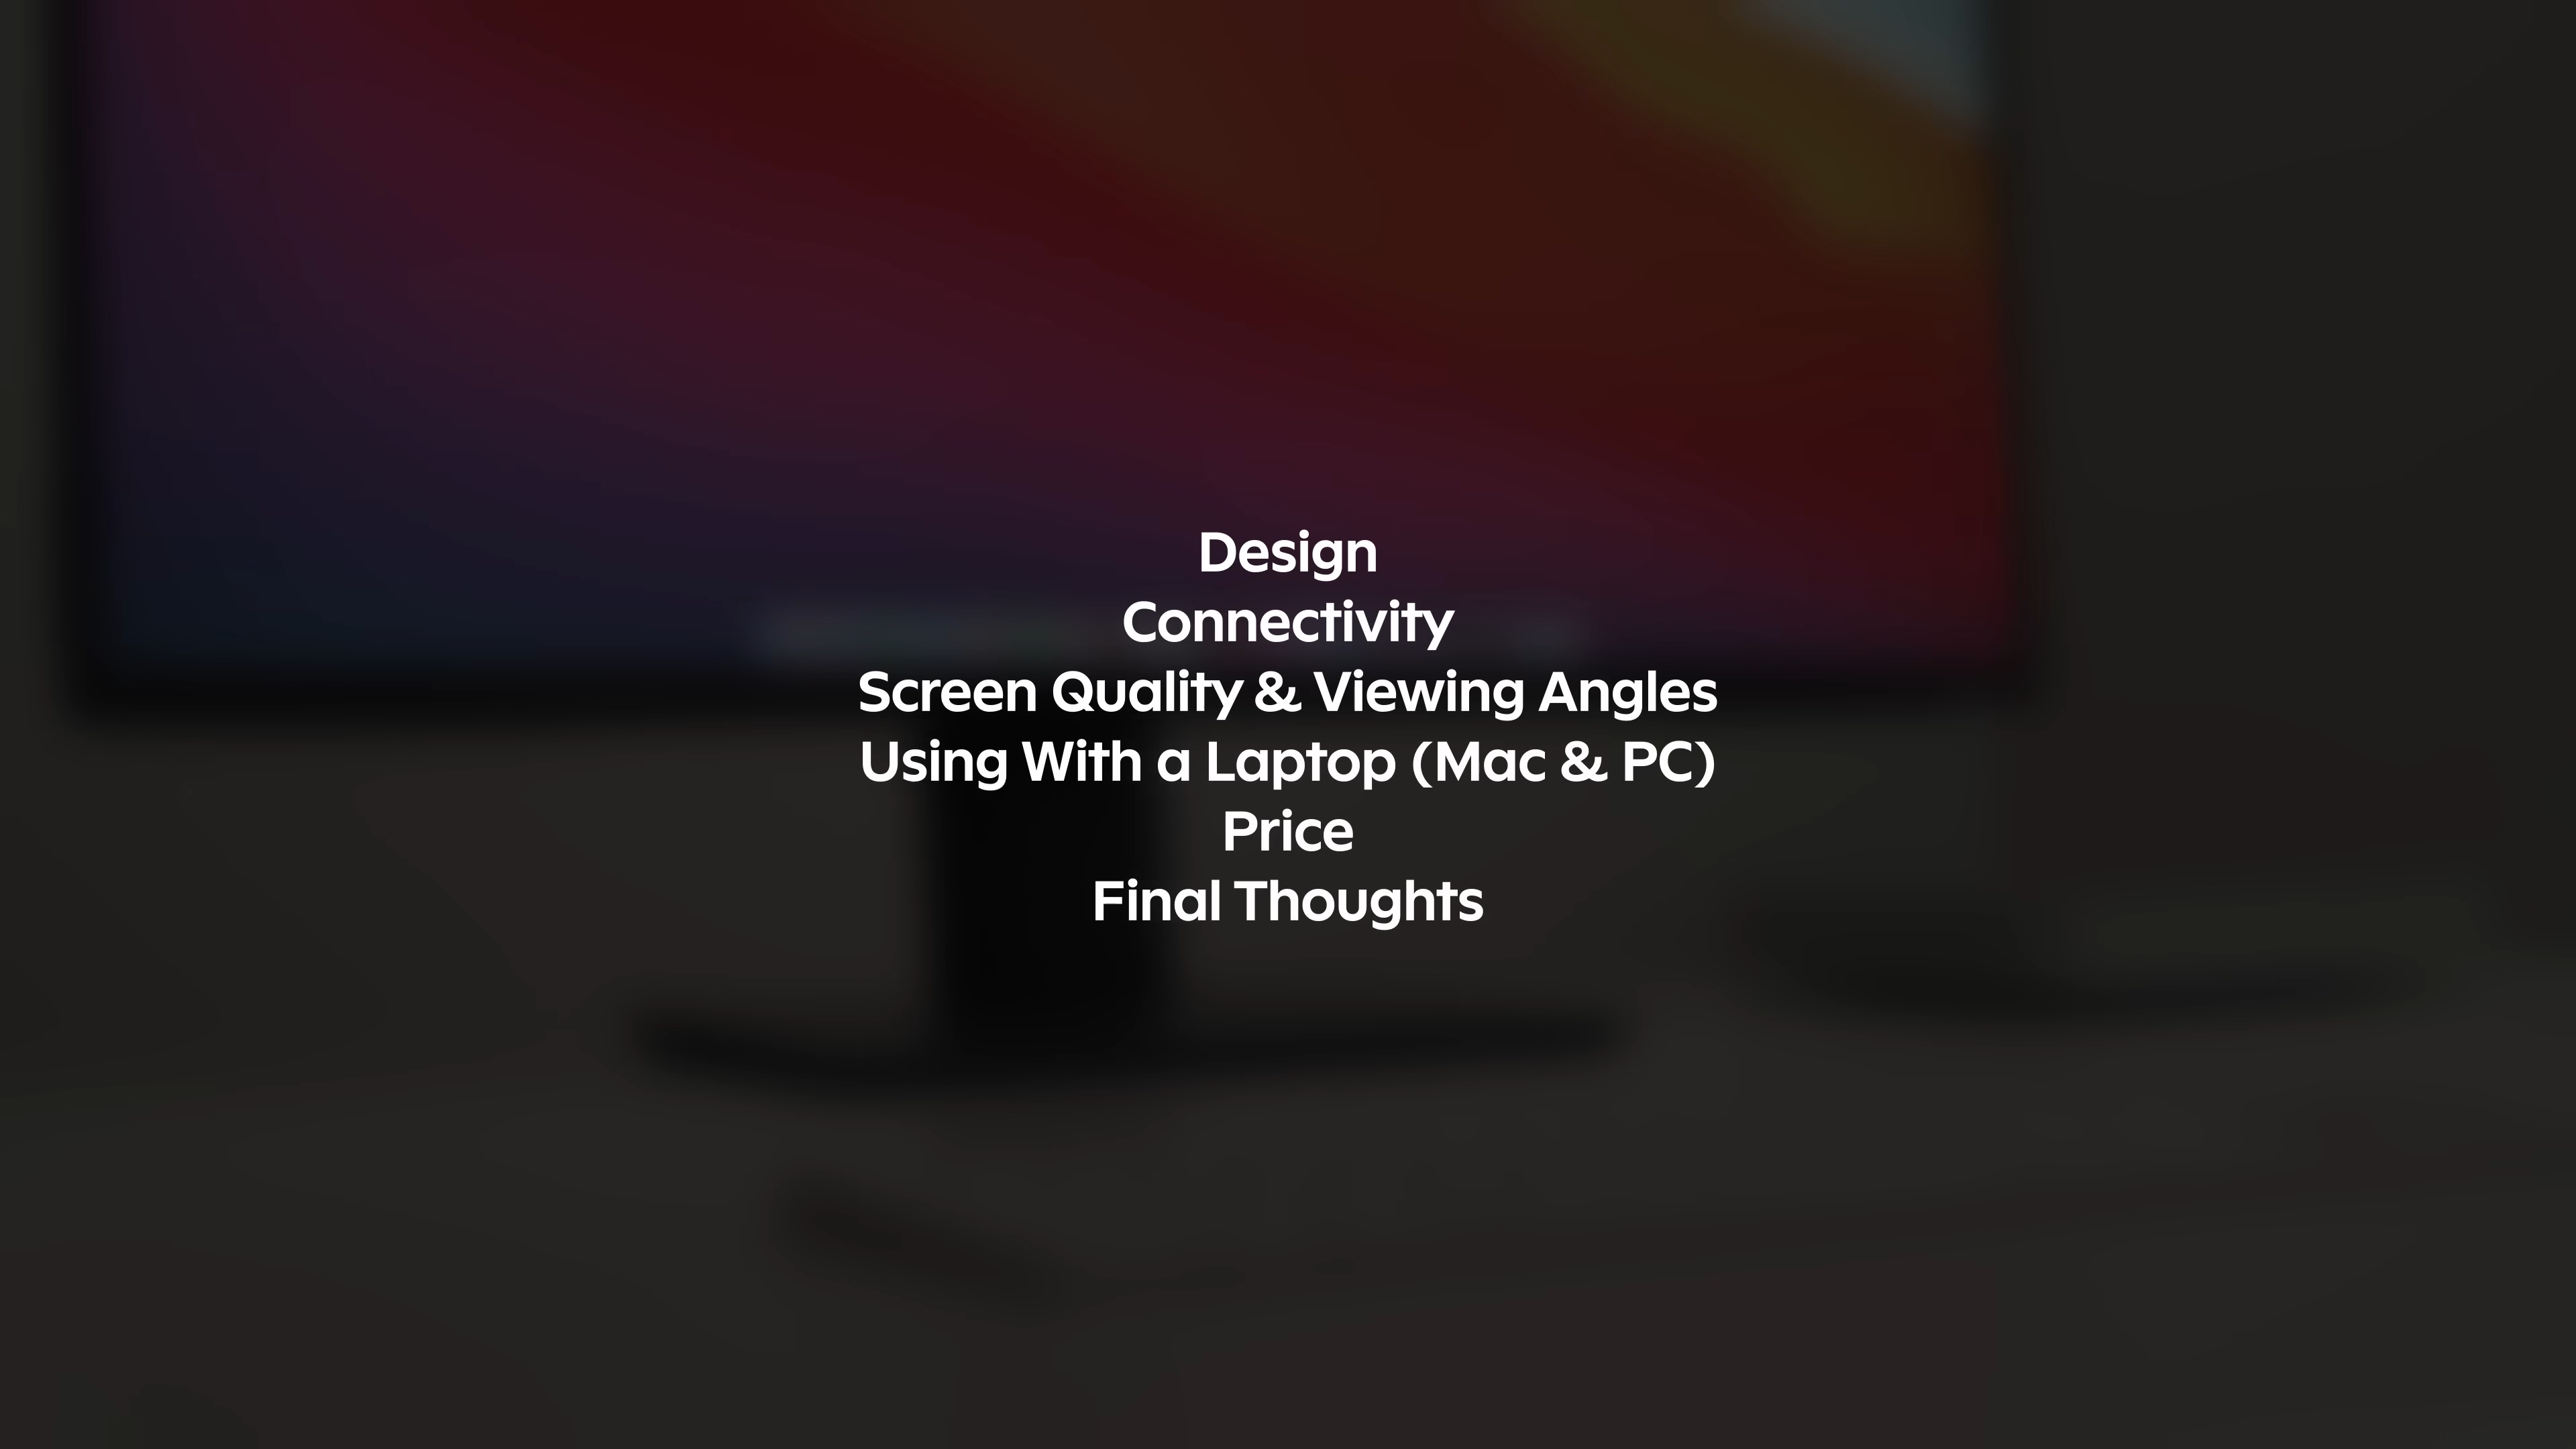 Design
Connectivity
Screen Quality & Viewing Angles
Using With a Laptop (Mac & PC)
Price
Final Thoughts